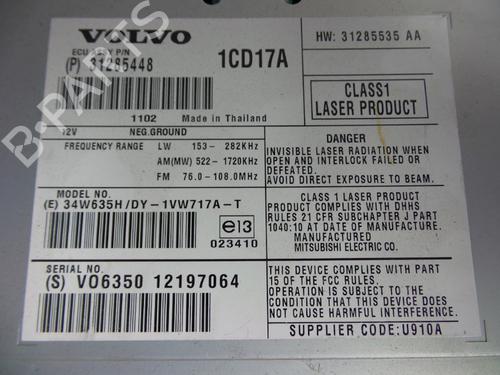 VOLVO
ECU ASSY P/N
(P) 31285448
1CD17A
HW: 31285535 AA
1102 Made in Thailand
CLASS1
LASER PRODUCT
12V NEG.GROUND
FREQUENCY RANGE LW 153- 282KHz
AM(MW) 522-1720KHz
FM 76.0-108.0MHz
DANGER
INVISIBLE LASER RADIATION WHEN
OPEN AND INTERLOCK FAILED OR
DEFEATED.
AVOID DIRECT EXPOSURE TO BEAM.
MODEL NO.
(E) 34W635H/DY-1VW717A-T
e13
023410
CLASS 1 LASER PRODUCT
PRODUCT COMPLIES WITH DHHS
RULES 21 CFR SUBCHAPTER J PART
1040:10 AT DATE OF MANUFACTURE.
MANUFACTURED
MITSUBISHI ELECTRIC CO.
SERIAL NO.
(S) VO6350 12197064
THIS DEVICE COMPLIES WITH PART
15 OF THE FCC RULES.
OPERATION IS SUBJECT TO THE
CONDITION THAT THIS DEVICE DOES
NOT CAUSE HARMFUL INTERFERENCE
SUPPLIER CODE:U910A
B-PARTS